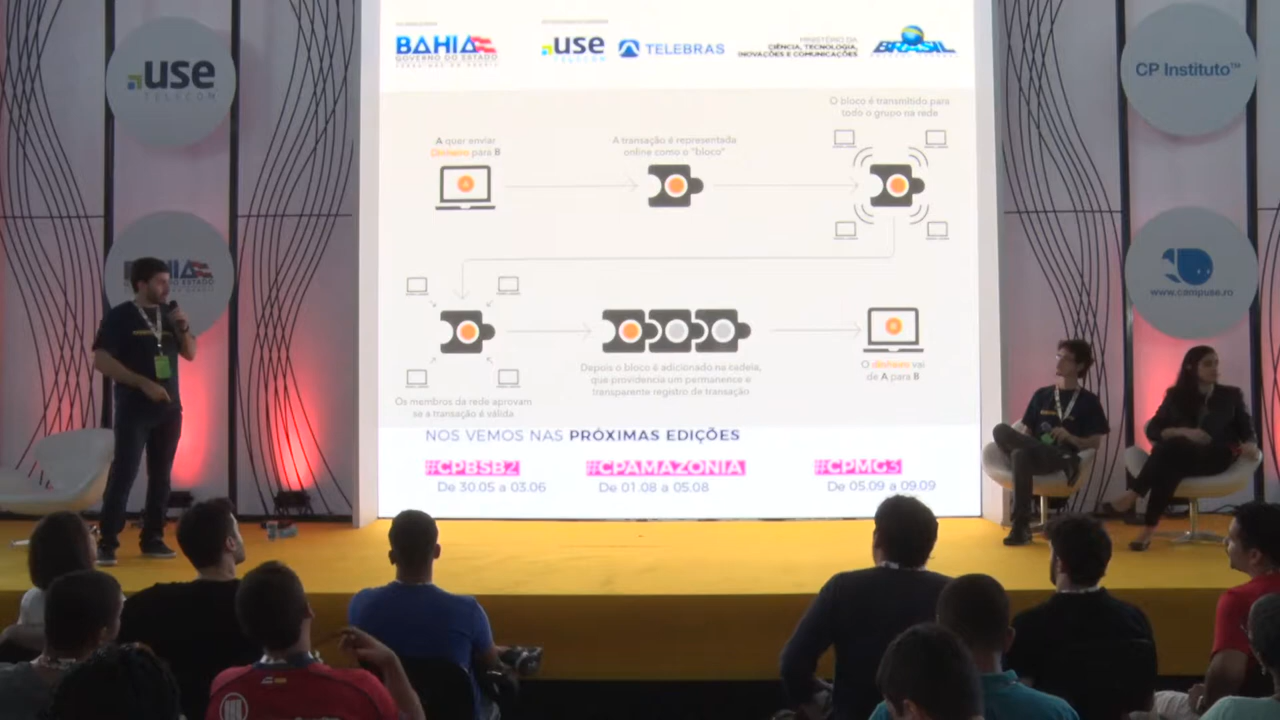 BAHIA
GOVERNO DO ESTADO
use
TELECOM
TELEBRAS
MINISTÉRIO DA
CIÊNCIA, TECNOLOGIA,
INOVAÇÕES E COMUNICAÇÕES
BRASIL
use
TELECOM
CP Instituto™
www.campuse.ro
A quer enviar
Dinheiro para B
A transação é representada
online como o "bloco"
O bloco é transmitido para
todo o grupo na rede
Os membros da rede aprovam
se a transação é válida
Depois o bloco é adicionado na cadeia,
que providencia um permanente e
transparente registro de transação
O dinheiro vai
de A para B
NOS VEMOS NAS PRÓXIMAS EDIÇÕES
#CPBSB2
De 30.05 a 03.06
#CPAMAZONIA
De 01.08 a 05.08
#CPMG3
De 05.09 a 09.09